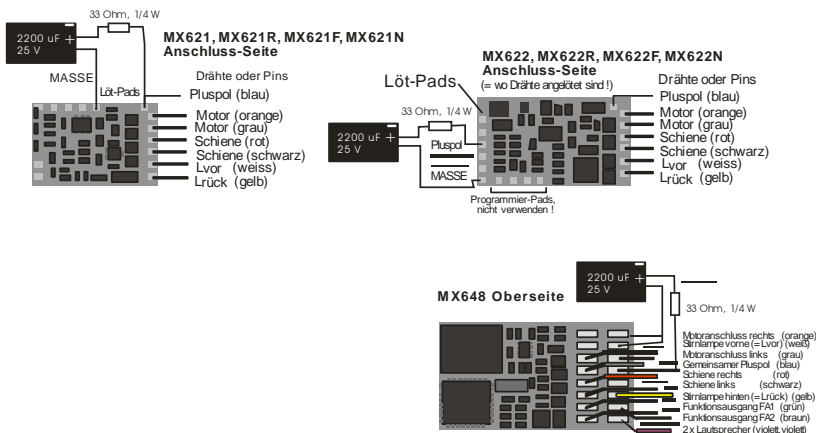 33 Ohm, 1/4 W
2200 uF +
25 V
MASSE
MX621, MX621R, MX621F, MX621N
Anschluss-Seite
Löt-Pads
Drähte oder Pins
Pluspol (blau)
Motor (orange)
Motor (grau)
Schiene (rot)
Schiene (schwarz)
Lvor (weiss)
Lrück (gelb)
MX622, MX622R, MX622F, MX622N
Anschluss-Seite
(= wo Drähte angelötet sind !)
Löt-Pads
33 Ohm, 1/4 W
2200 uF +
25 V
Pluspol
MASSE
Programmier-Pads,
nicht verwenden !
Drähte oder Pins
Pluspol (blau)
Motor (orange)
Motor (grau)
Schiene (rot)
Schiene (schwarz)
Lvor (weiss)
Lrück (gelb)
MX648 Oberseite
2200 uF +
25 V
33 Ohm, 1/4 W
Motoranschluss rechts (orange)
Stirnlampe vorne (= Lvor) (weiß)
Motoranschluss links (grau)
Gemeinsamer Pluspol (blau)
Schiene rechts (rot)
Schiene links (schwarz)
Stirnlampe hinten (= Lrück) (gelb)
Funktionsausgang FA1 (grün)
Funktionsausgang FA2 (braun)
2 x Lautsprecher (violett, violett)